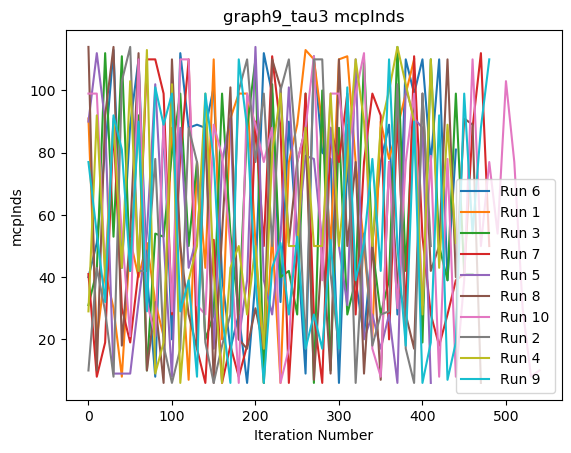 graph9_tau3 mcpInds
mcpInds
100
80
60
40
20
0
100
200
300
400
500
Iteration Number
Run 6
Run 1
Run 3
Run 7
Run 5
Run 8
Run 10
Run 2
Run 4
Run 9